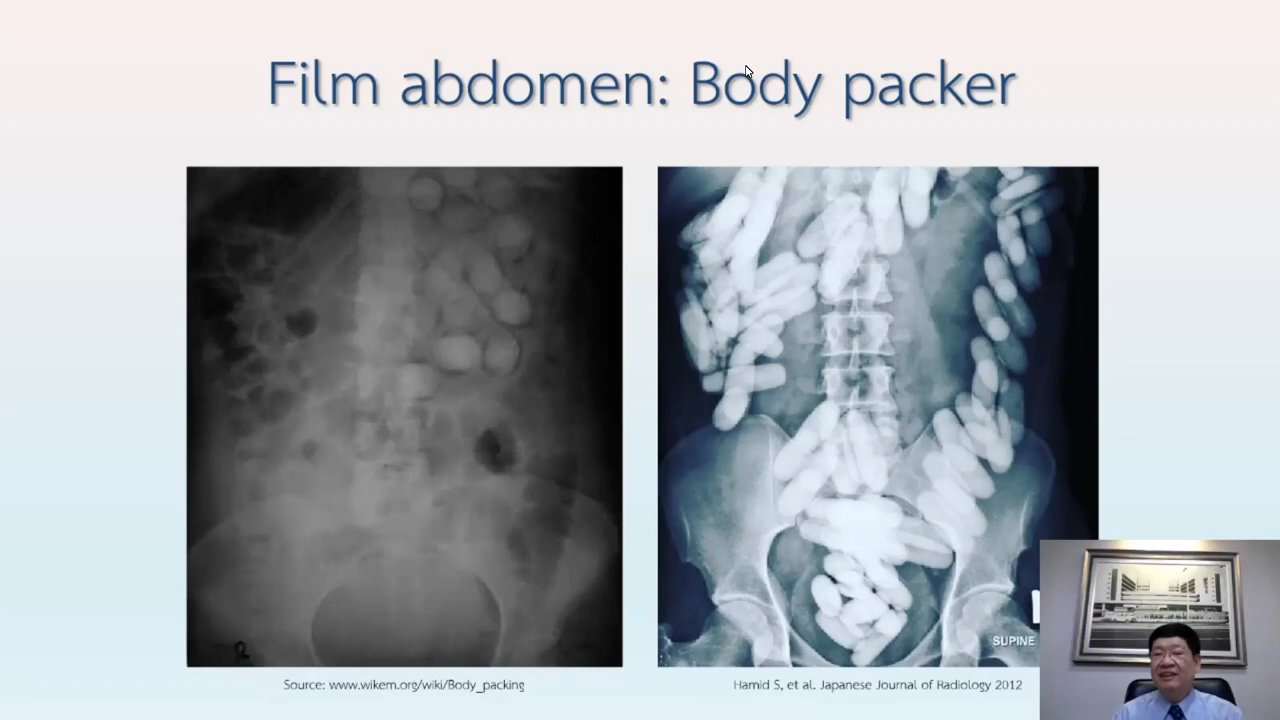 Film abdomen: Body packer
R
SUPINE
Source: www.wikem.org/wiki/Body_packing
Hamid S, et al. Japanese Journal of Radiology 2012